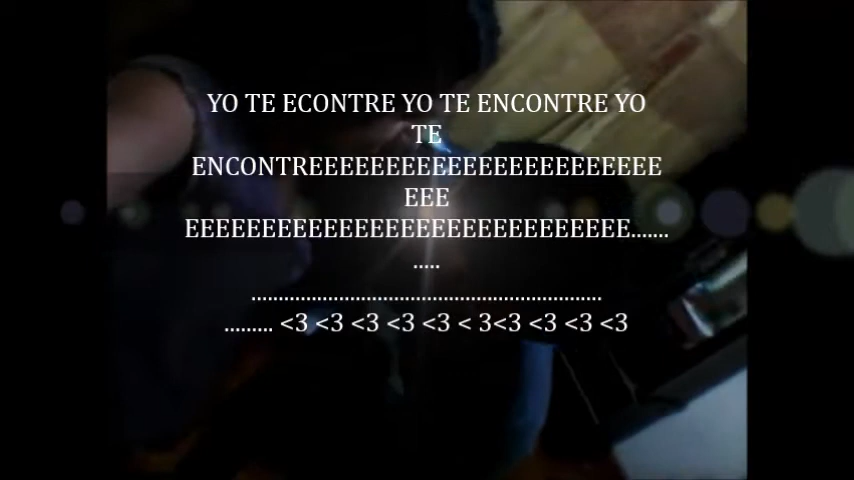 YO TE ECONTRE YO TE ENCONTRE YO
TE
ENCONTREEEEEEEEEEEEEEEEEEEEEEE
EEE
EEEEEEEEEEEEEEEEEEEEEEEEEEEEE.......
.....
.................................................................
......... <3 <3 <3 <3 <3 < 3<3 <3 <3 <3